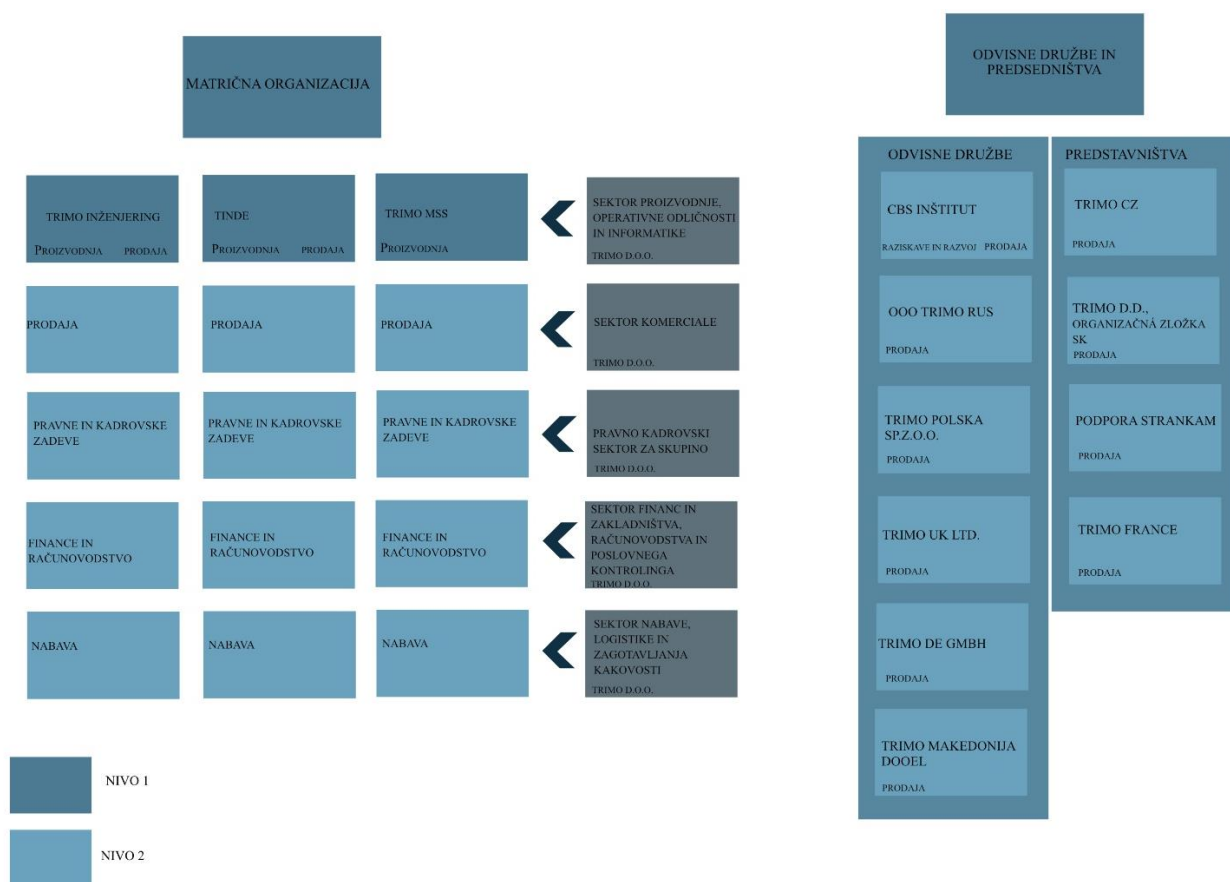 MATRIČNA ORGANIZACIJA
TRIMO INŽENJERING
PROIZVODNJA PRODAJA
TINDE
PROIZVODNJA PRODAJA
TRIMO MSS
PROIZVODNJA
SEKTOR PROIZVODNJE,
OPERATIVNE ODLIČNOSTI
IN INFORMATIKE
TRIMO D.O.O.
PRODAJA
PRODAJA
PRODAJA
SEKTOR KOMERCIALE
TRIMO D.O.O.
PRAVNE IN KADROVSKE
ZADEVE
PRAVNE IN KADROVSKE
ZADEVE
PRAVNE IN KADROVSKE
ZADEVE
PRAVNO KADROVSKI
SEKTOR ZA SKUPINO
TRIMO D.O.O.
FINANCE IN
RAČUNOVODSTVO
FINANCE IN
RAČUNOVODSTVO
FINANCE IN
RAČUNOVODSTVO
SEKTOR FINANC IN
ZAKLADNIŠTVA,
RAČUNOVODSTVA IN
POSLOVNEGA
KONTROLINGA
TRIMO D.O.O.
NABAVA
NABAVA
NABAVA
SEKTOR NABAVE,
LOGISTIKE IN
ZAGOTAVLJANJA
KAKOVOSTI
TRIMO D.O.O.
NIVO 1
NIVO 2
ODVISNE DRUŽBE IN
PREDSEDNIŠTVA
ODVISNE DRUŽBE
CBS INŠTITUT
RAZISKAVE IN RAZVOJ PRODAJA
OOO TRIMO RUS
PRODAJA
TRIMO POLSKA
SP.Z.O.O.
PRODAJA
TRIMO UK LTD.
PRODAJA
TRIMO DE GMBH
PRODAJA
TRIMO MAKEDONIJA
DOOEL
PRODAJA
PREDSTAVNIŠTVA
TRIMO CZ
PRODAJA
TRIMO D.D.,
ORGANIZAČNÁ ZLOŽKA
SK
PRODAJA
PODPORA STRANKAM
PRODAJA
TRIMO FRANCE
PRODAJA